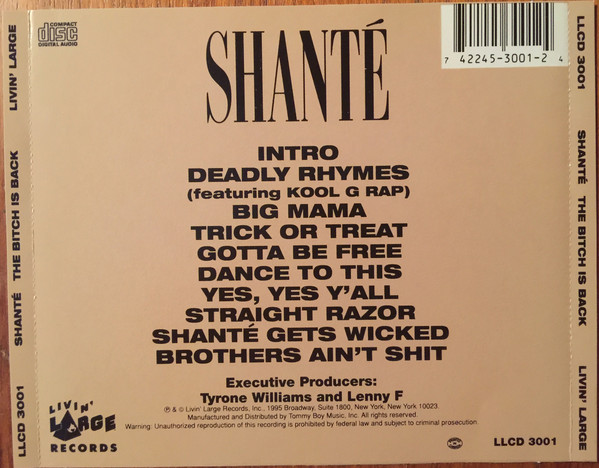 COMPACT
disc
DIGITAL AUDIO
SHANTÉ
7 42245-3001-2 4
INTRO
DEADLY RHYMES
(featuring KOOL G RAP)
BIG MAMA
TRICK OR TREAT
GOTTA BE FREE
DANCE TO THIS
YES, YES Y'ALL
STRAIGHT RAZOR
SHANTÉ GETS WICKED
BROTHERS AIN'T SHIT
Executive Producers:
Tyrone Williams and Lenny F
℗ & © Livin' Large Records, Inc., 1995 Broadway, Suite 1800, New York, New York 10023.
Manufactured and Distributed by Tommy Boy Music, Inc. All rights reserved.
Warning: Unauthorized reproduction of this recording is prohibited by federal law and subject to criminal prosecution.
LIVIN'
LARGE
RECORDS
LLCD 3001
LLCD 3001 SHANTÉ THE BITCH IS BACK LIVIN' LARGE
LLCD 3001 SHANTÉ THE BITCH IS BACK LIVIN' LARGE